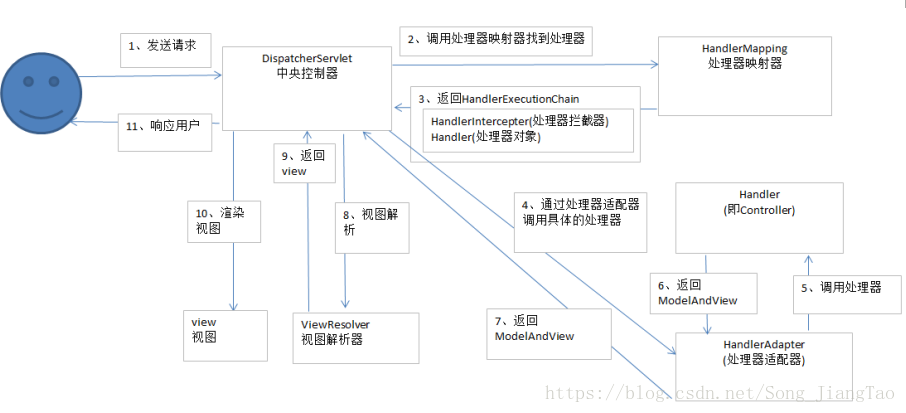 1、发送请求
DispatcherServlet
中央控制器
2、调用处理器映射器找到处理器
HandlerMapping
处理器映射器
3、返回HandlerExecutionChain
HandlerIntercepter(处理器拦截器)
Handler(处理器对象)
11、响应用户
9、返回
view
10、渲染
视图
8、视图解
析
4、通过处理器适配器
调用具体的处理器
Handler
(即Controller)
6、返回
ModelAndView
5、调用处理器
view
视图
ViewResolver
视图解析器
7、返回
ModelAndView
HandlerAdapter
(处理器适配器)
https://blog.csdn.net/Song_JiangTao